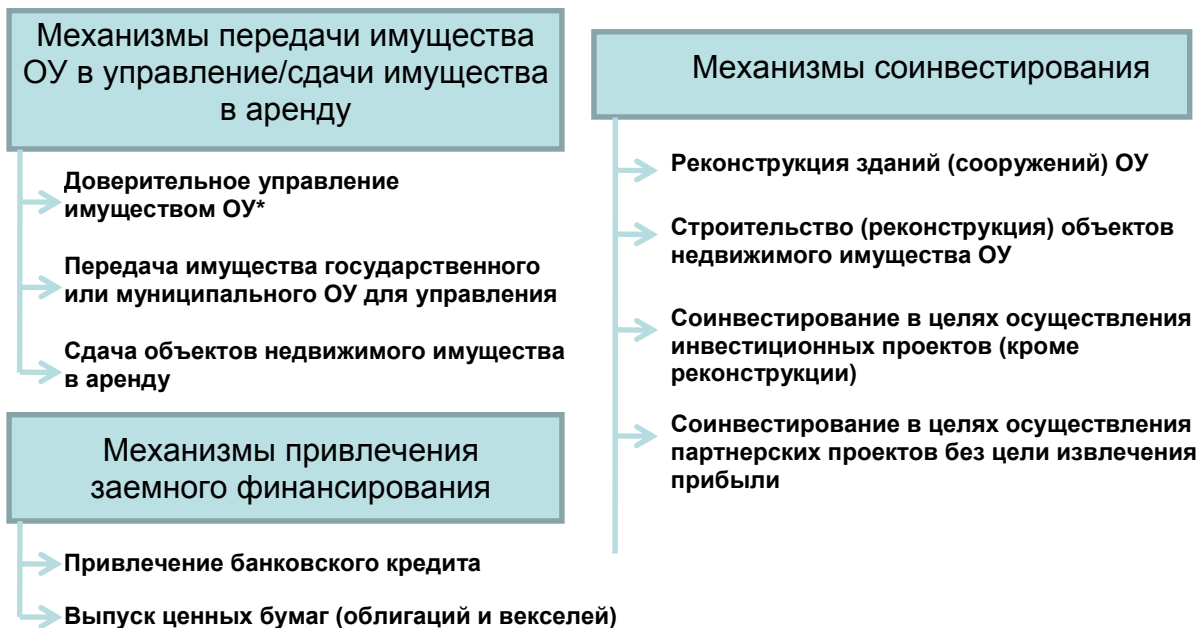 Механизмы передачи имущества
ОУ в управление/сдачи имущества
в аренду
Доверительное управление
имуществом ОУ*
Передача имущества государственного
или муниципального ОУ для управления
Сдача объектов недвижимого имущества
в аренду
Механизмы привлечения
заемного финансирования
Привлечение банковского кредита
Выпуск ценных бумаг (облигаций и векселей)
Механизмы соинвестирования
Реконструкция зданий (сооружений) ОУ
Строительство (реконструкция) объектов
недвижимого имущества ОУ
Соинвестирование в целях осуществления
инвестиционных проектов (кроме
реконструкции)
Соинвестирование в целях осуществления
партнерских проектов без цели извлечения
прибыли